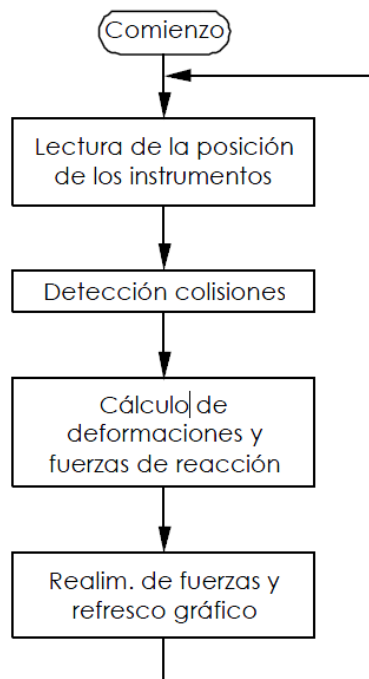 Comienzo
Lectura de la posición
de los instrumentos
Detección colisiones
Cálculo de
deformaciones y
fuerzas de reacción
Realim. de fuerzas y
refresco gráfico